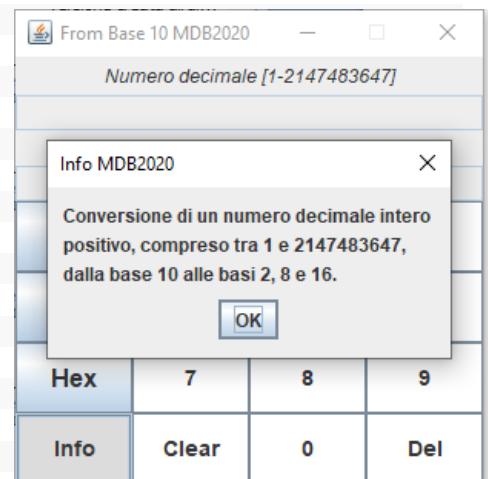 From Base 10 MDB2020
Numero decimale [1-2147483647]
Info MDB2020
Conversione di un numero decimale intero
positivo, compreso tra 1 e 2147483647,
dalla base 10 alle basi 2, 8 e 16.
OK
Hex 7 8 9
Info Clear 0 Del